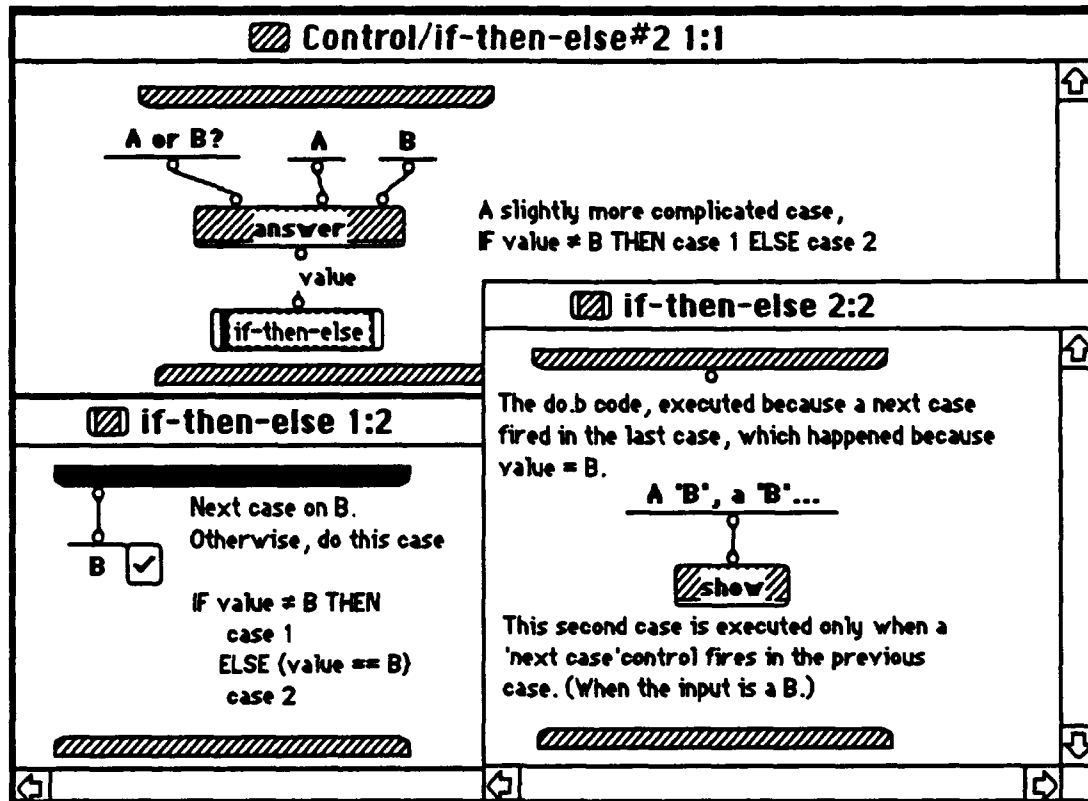 Control/if-then-else#2 1:1
A or B?
A
B
answer
value
if-then-else
A slightly more complicated case,
IF value ≠ B THEN case 1 ELSE case 2
if-then-else 1:2
Next case on B.
Otherwise, do this case
B
IF value ≠ B THEN
case 1
ELSE (value == B)
case 2
if-then-else 2:2
The do.b code, executed because a next case
fired in the last case, which happened because
value = B.
A "B", a "B"...
show
This second case is executed only when a
'next case'control fires in the previous
case. (When the input is a B.)